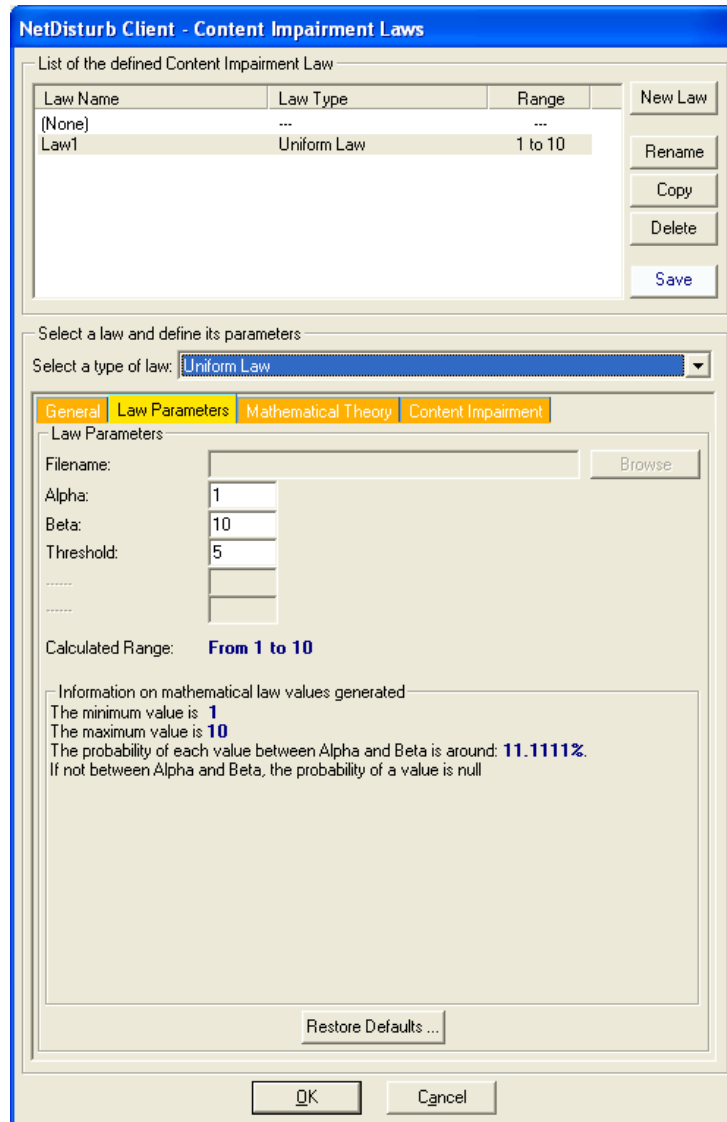 NetDisturb Client - Content Impairment Laws
List of the defined Content Impairment Law
Law Name Law Type Range
(None) --- ---
Law1 Uniform Law 1 to 10
New Law
Rename
Copy
Delete
Save
Select a law and define its parameters
Select a type of law: Uniform Law
General Law Parameters Mathematical Theory Content Impairment
Law Parameters
Filename: Browse
Alpha: 1
Beta: 10
Threshold: 5
------
------
Calculated Range: From 1 to 10
Information on mathematical law values generated
The minimum value is 1
The maximum value is 10
The probability of each value between Alpha and Beta is around: 11.1111%.
If not between Alpha and Beta, the probability of a value is null
Restore Defaults ...
OK Cancel